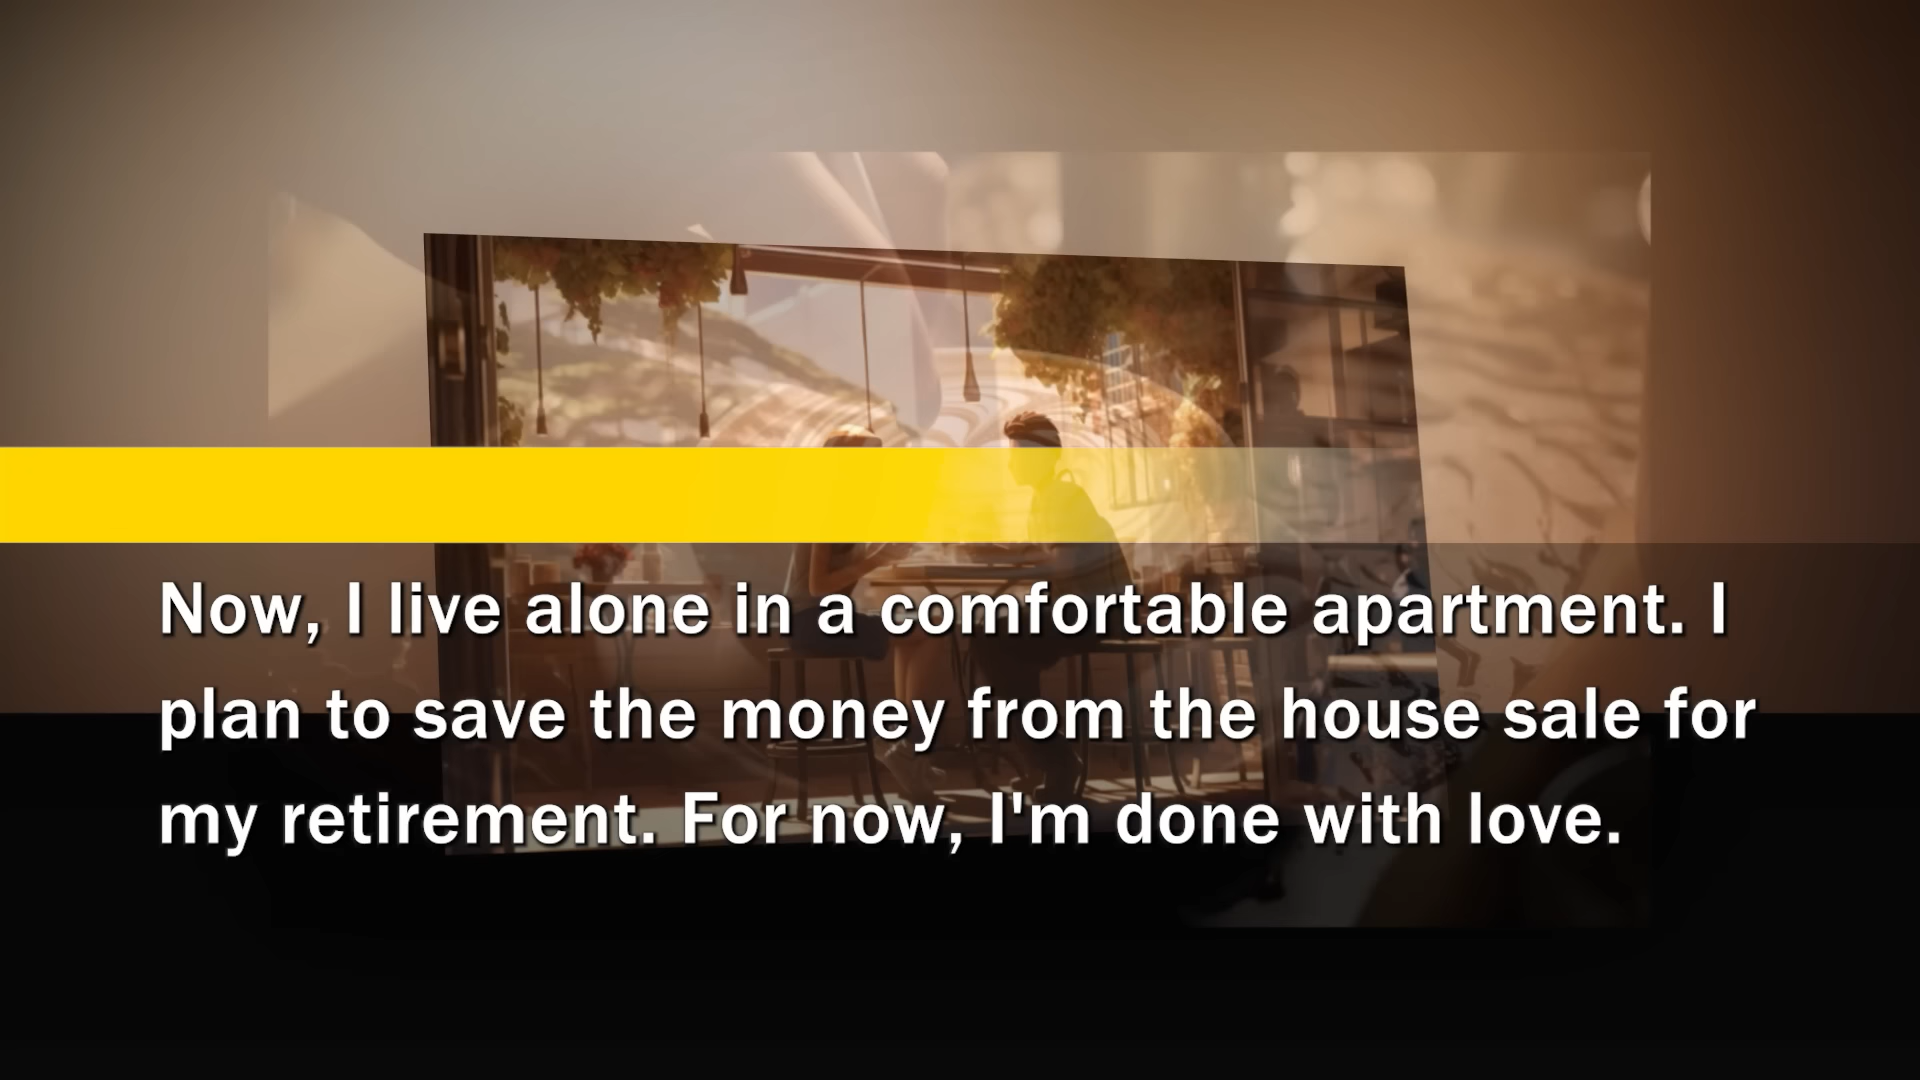 Now, I live alone in a comfortable apartment. I
plan to save the money from the house sale for
my retirement. For now, I'm done with love.